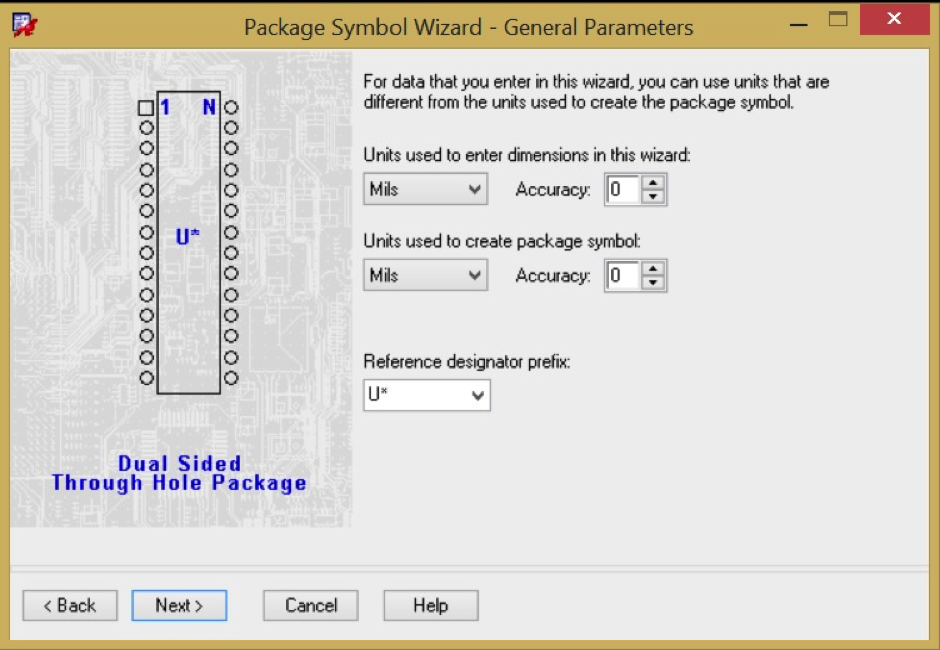 Package Symbol Wizard - General Parameters
For data that you enter in this wizard, you can use units that are
different from the units used to create the package symbol.
1 N
Units used to enter dimensions in this wizard:
Mils Accuracy: 0
U*
Units used to create package symbol:
Mils Accuracy: 0
Reference designator prefix:
U*
Dual Sided
Through Hole Package
< Back Next > Cancel Help